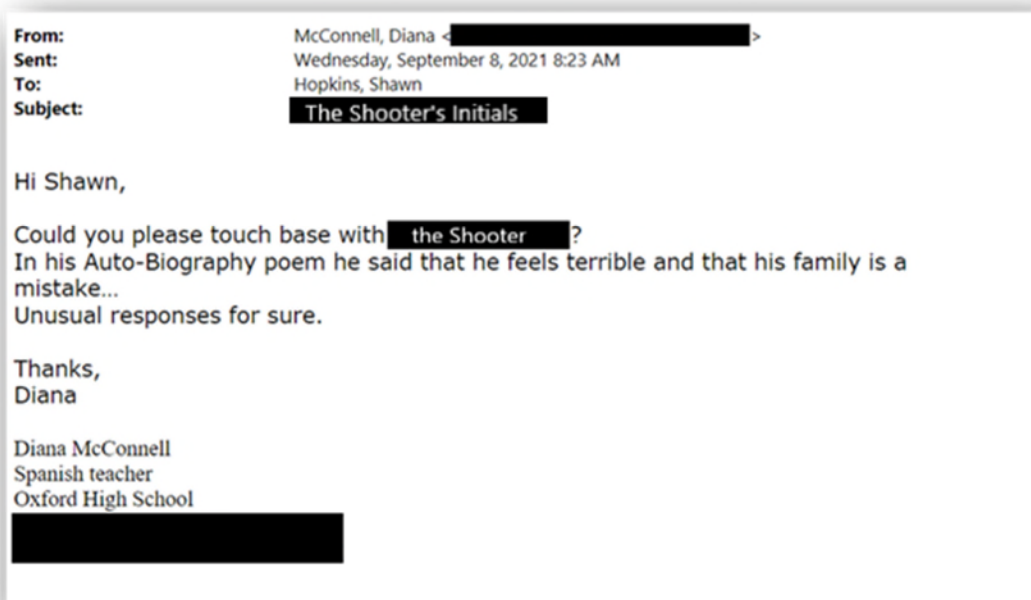 From: McConnell, Diana < >
Sent: Wednesday, September 8, 2021 8:23 AM
To: Hopkins, Shawn
Subject: The Shooter's Initials
Hi Shawn,
Could you please touch base with the Shooter ?
In his Auto-Biography poem he said that he feels terrible and that his family is a
mistake...
Unusual responses for sure.
Thanks,
Diana
Diana McConnell
Spanish teacher
Oxford High School